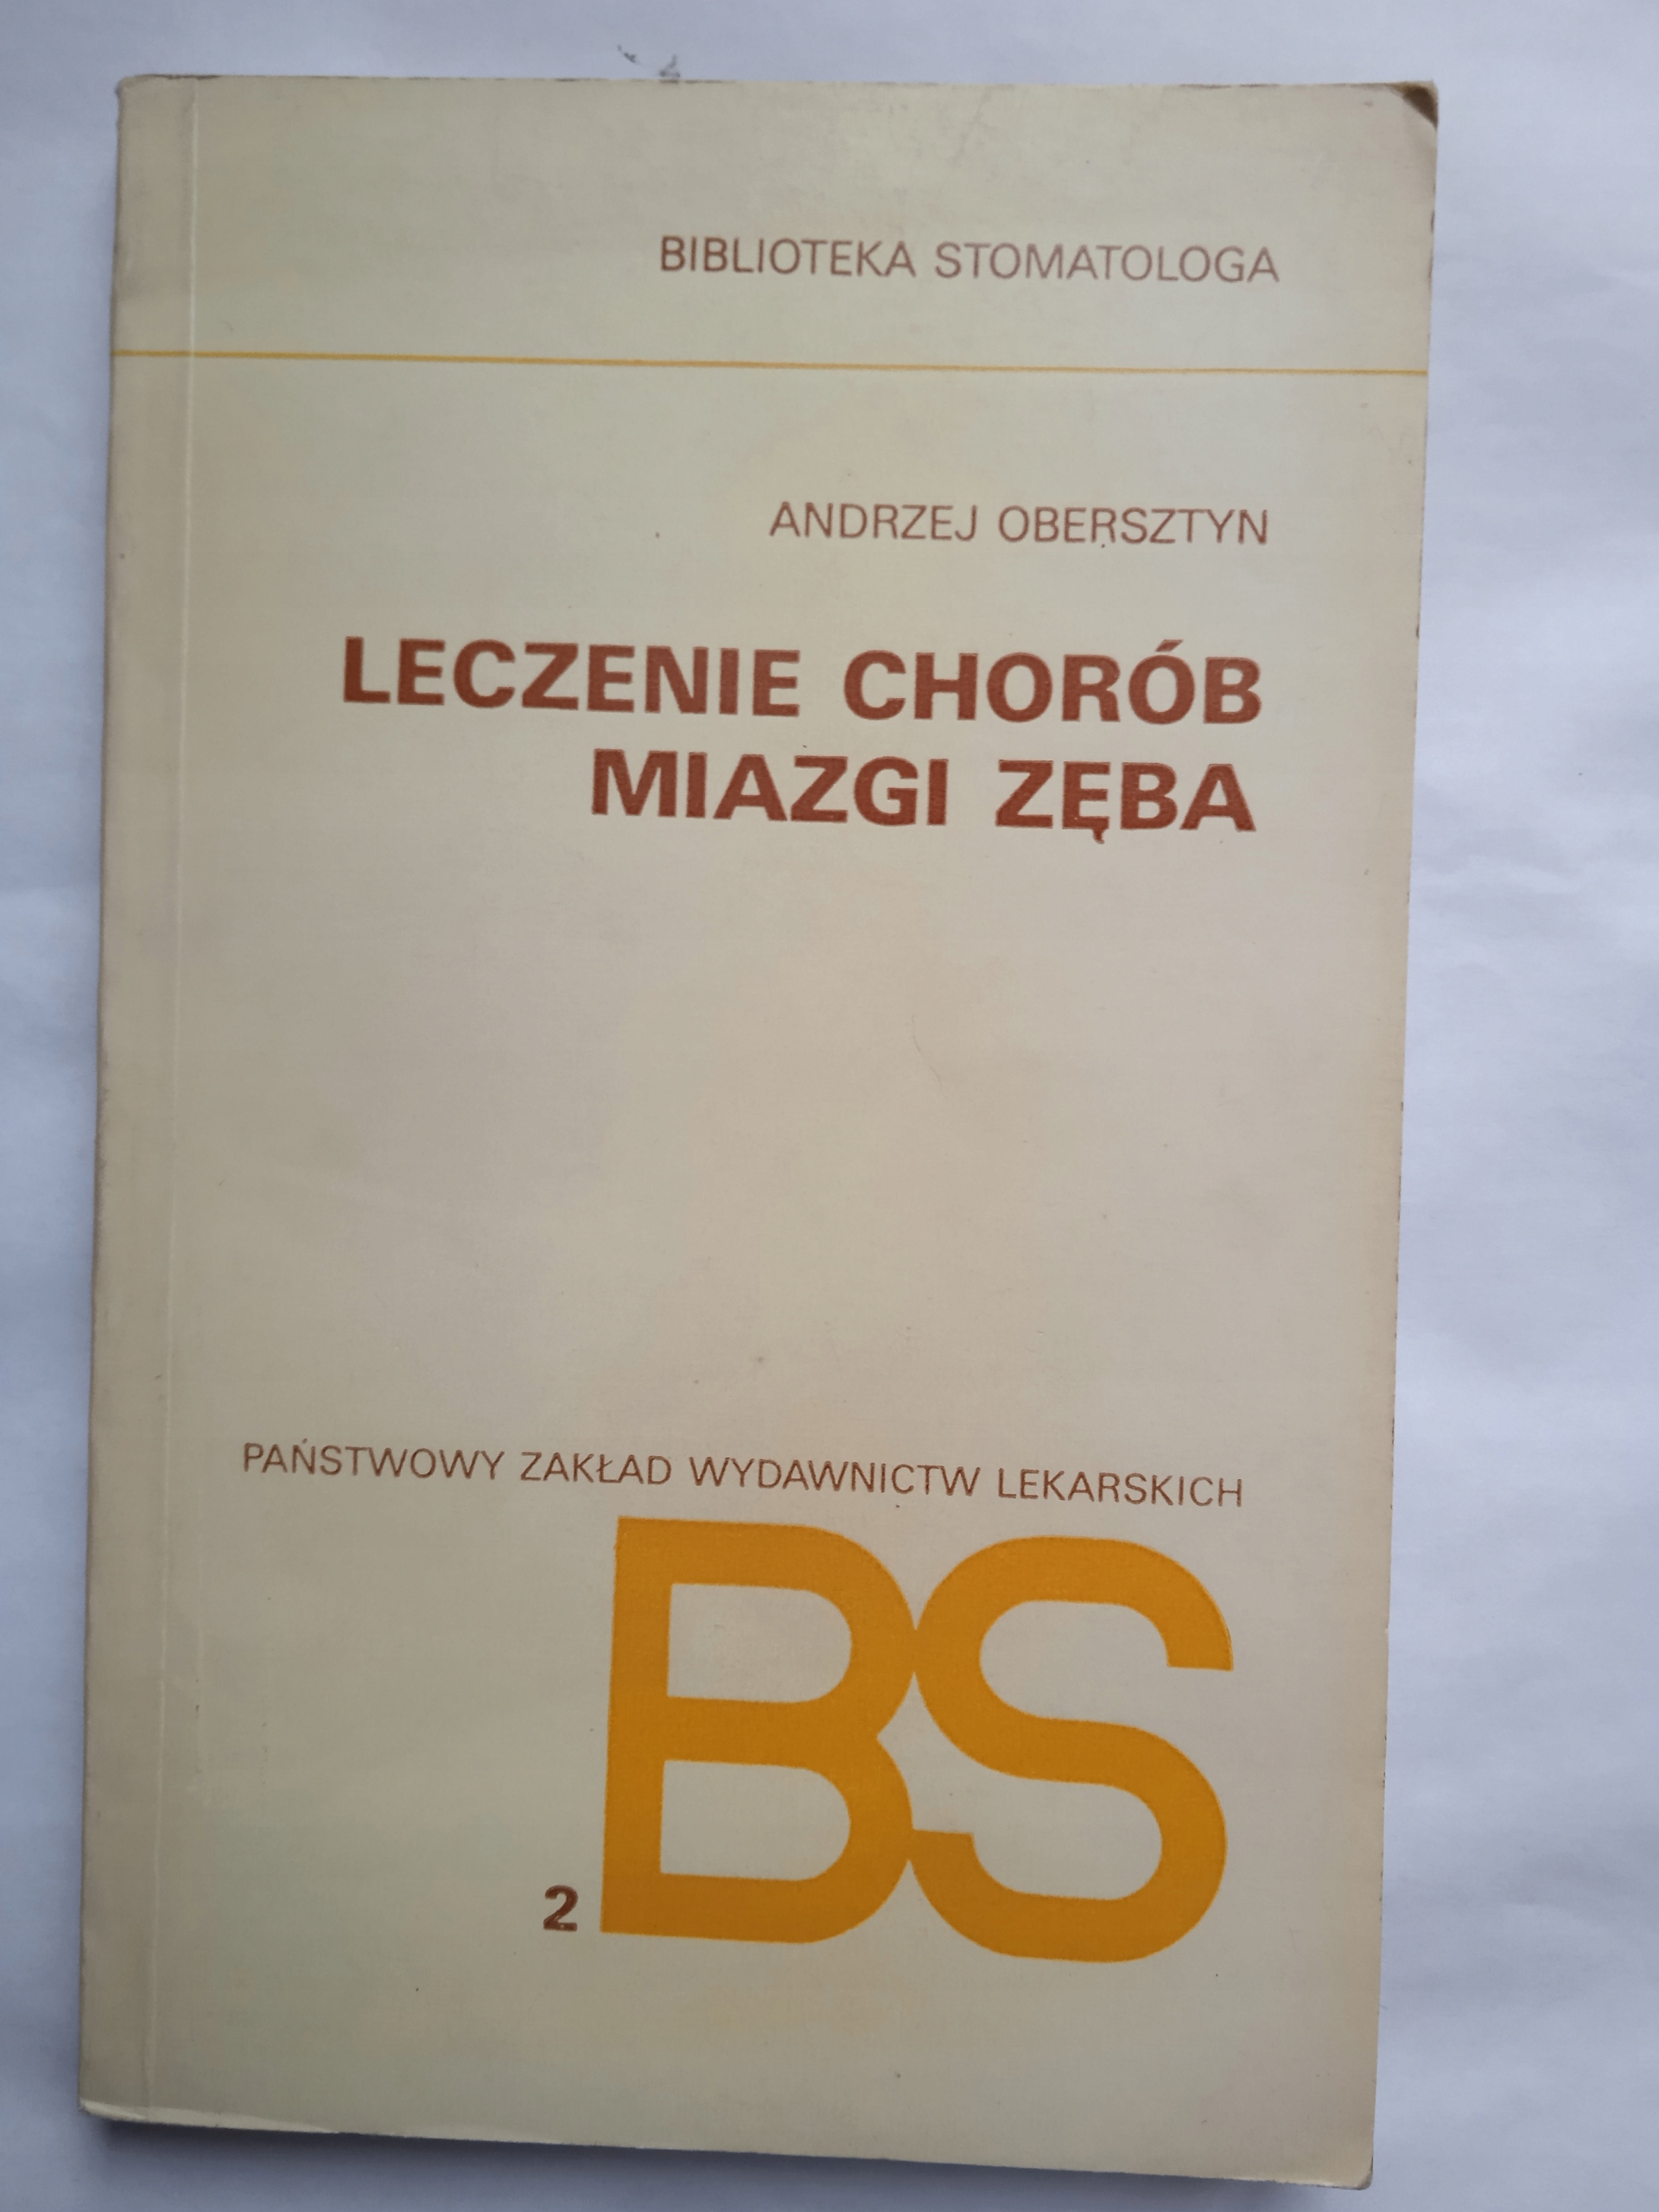 BIBLIOTEKA STOMATOLOGA
ANDRZEJ OBERSZTYN
LECZENIE CHORÓB
MIAZGI ZĘBA
PAŃSTWOWY ZAKŁAD WYDAWNICTW LEKARSKICH
2 BS